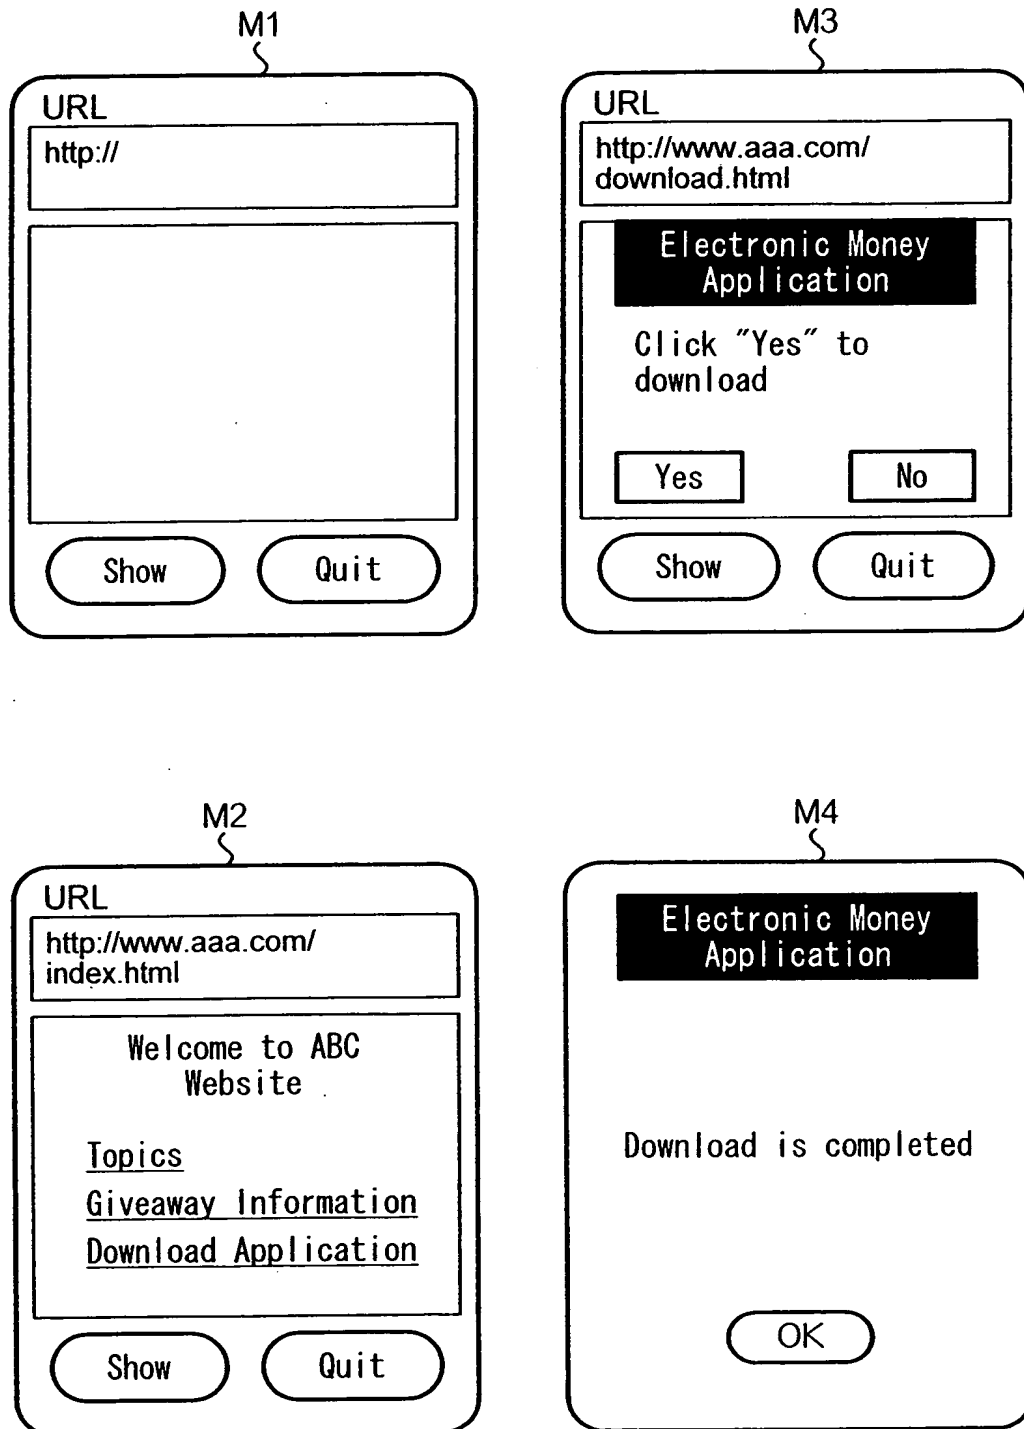 M1
URL
http://
Show
Quit
M3
URL
http://www.aaa.com/
download.html
Electronic Money
Application
Click "Yes" to
download
Yes
No
Show
Quit
M2
URL
http://www.aaa.com/
index.html
Welcome to ABC
Website
Topics
Giveaway Information
Download Application
Show
Quit
M4
Electronic Money
Application
Download is completed
OK